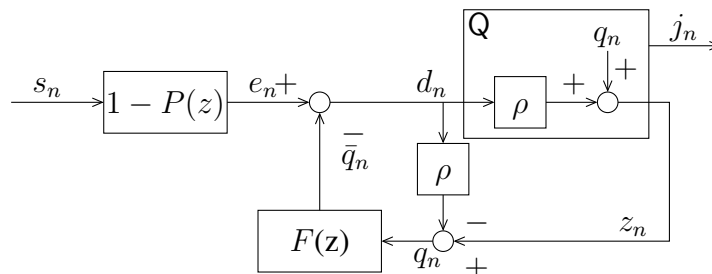 Q
q_n
j_n
+
s_n
1 − P(z)
e_n
+
d_n
ρ
+
−
q̄_n
ρ
F(z)
q_n
−
+
z_n